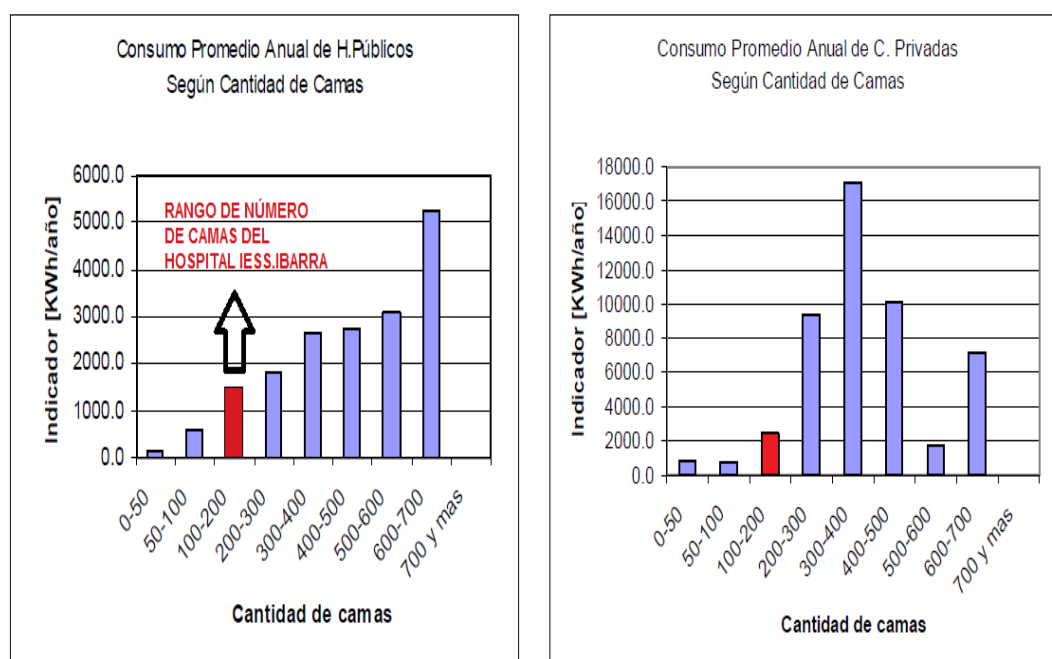 Consumo Promedio Anual de H.Públicos
Según Cantidad de Camas
Indicador [KWh/año]
6000.0
5000.0
4000.0
3000.0
2000.0
1000.0
0.0
RANGO DE NÚMERO
DE CAMAS DEL
HOSPITAL IESS.IBARRA
0-50
50-100
100-200
200-300
300-400
400-500
500-600
600-700
700 y mas
Cantidad de camas
Consumo Promedio Anual de C. Privadas
Según Cantidad de Camas
Indicador [KWh/año]
18000.0
16000.0
14000.0
12000.0
10000.0
8000.0
6000.0
4000.0
2000.0
0.0
0-50
50-100
100-200
200-300
300-400
400-500
500-600
600-700
700 y mas
Cantidad de camas